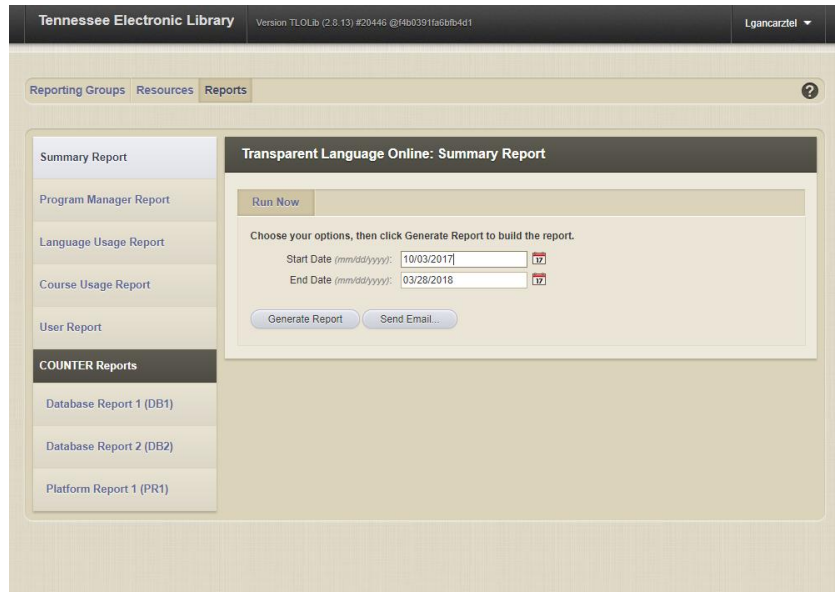 Tennessee Electronic Library Version TLOLib (2.8.13) #20446 @f4b0391fa6bfb4d1 Lgancarztel
Reporting Groups Resources Reports ?
Summary Report
Program Manager Report
Language Usage Report
Course Usage Report
User Report
COUNTER Reports
Database Report 1 (DB1)
Database Report 2 (DB2)
Platform Report 1 (PR1)
Transparent Language Online: Summary Report
Run Now
Choose your options, then click Generate Report to build the report.
Start Date (mm/dd/yyyy): 10/03/2017 17
End Date (mm/dd/yyyy): 03/28/2018 17
Generate Report Send Email...